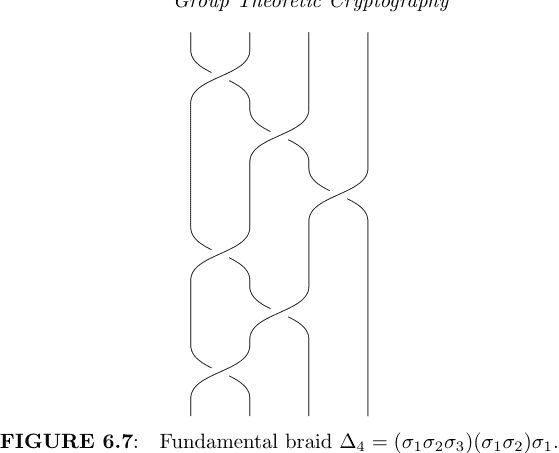 Group Theoretic Cryptography
FIGURE 6.7: Fundamental braid Δ₄ = (σ₁σ₂σ₃)(σ₁σ₂)σ₁.